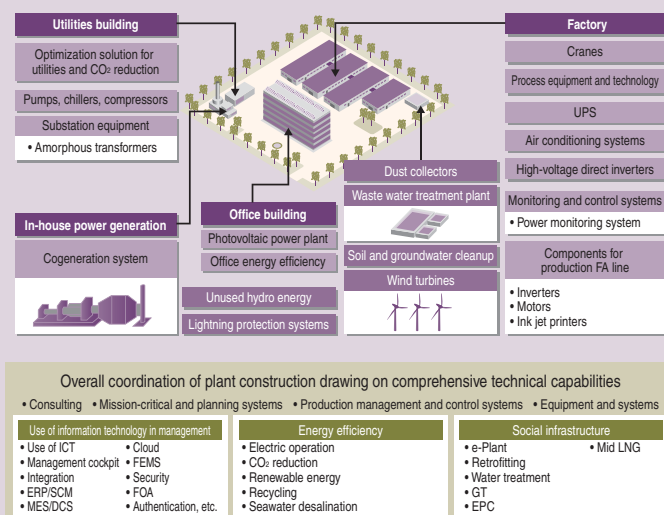 Utilities building
Optimization solution for
utilities and CO₂ reduction
Pumps, chillers, compressors
Substation equipment
• Amorphous transformers
In-house power generation
Cogeneration system
Office building
Photovoltaic power plant
Office energy efficiency
Unused hydro energy
Lightning protection systems
Dust collectors
Waste water treatment plant
Soil and groundwater cleanup
Wind turbines
Factory
Cranes
Process equipment and technology
UPS
Air conditioning systems
High-voltage direct inverters
Monitoring and control systems
• Power monitoring system
Components for
production FA line
• Inverters
• Motors
• Ink jet printers
Overall coordination of plant construction drawing on comprehensive technical capabilities
• Consulting • Mission-critical and planning systems • Production management and control systems • Equipment and systems
Use of information technology in management
• Use of ICT
• Management cockpit
• Integration
• ERP/SCM
• MES/DCS
• Cloud
• FEMS
• Security
• FOA
• Authentication, etc.
Energy efficiency
• Electric operation
• CO₂ reduction
• Renewable energy
• Recycling
• Seawater desalination
Social infrastructure
• e-Plant
• Retrofitting
• Water treatment
• GT
• EPC
• Mid LNG